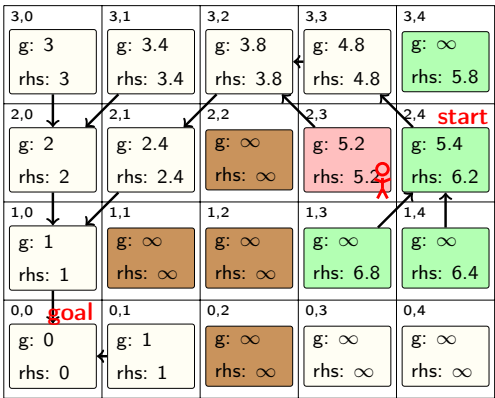 3,0 3,1 3,2 3,3 3,4
g: 3 g: 3.4 g: 3.8 g: 4.8 g: ∞
rhs: 3 rhs: 3.4 rhs: 3.8 rhs: 4.8 rhs: 5.8
2,0 2,1 2,2 2,3 2,4 start
g: 2 g: 2.4 g: ∞ g: 5.2 g: 5.4
rhs: 2 rhs: 2.4 rhs: ∞ rhs: 5.2 rhs: 6.2
1,0 1,1 1,2 1,3 1,4
g: 1 g: ∞ g: ∞ g: ∞ g: ∞
rhs: 1 rhs: ∞ rhs: ∞ rhs: 6.8 rhs: 6.4
0,0 goal 0,1 0,2 0,3 0,4
g: 0 g: 1 g: ∞ g: ∞ g: ∞
rhs: 0 rhs: 1 rhs: ∞ rhs: ∞ rhs: ∞